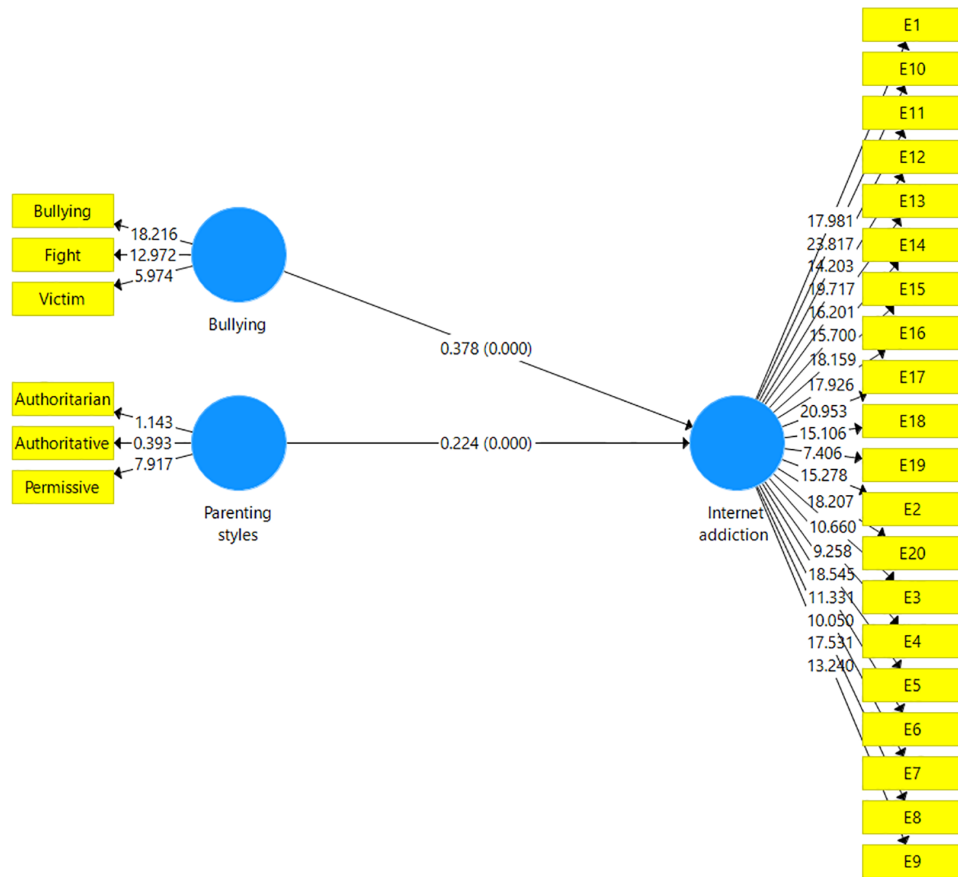 E1
E10
E11
E12
E13
E14
E15
E16
E17
E18
E19
E2
E20
E3
E4
E5
E6
E7
E8
E9
17.981
23.817
14.203
19.717
16.201
15.700
18.159
17.926
20.953
15.106
7.406
15.278
18.207
10.660
9.258
18.545
11.331
10.050
17.531
13.240
Bullying
Fight
Victim
18.216
12.972
5.974
Bullying
0.378 (0.000)
Authoritarian
Authoritative
Permissive
1.143
0.393
7.917
Parenting
styles
0.224 (0.000)
Internet
addiction